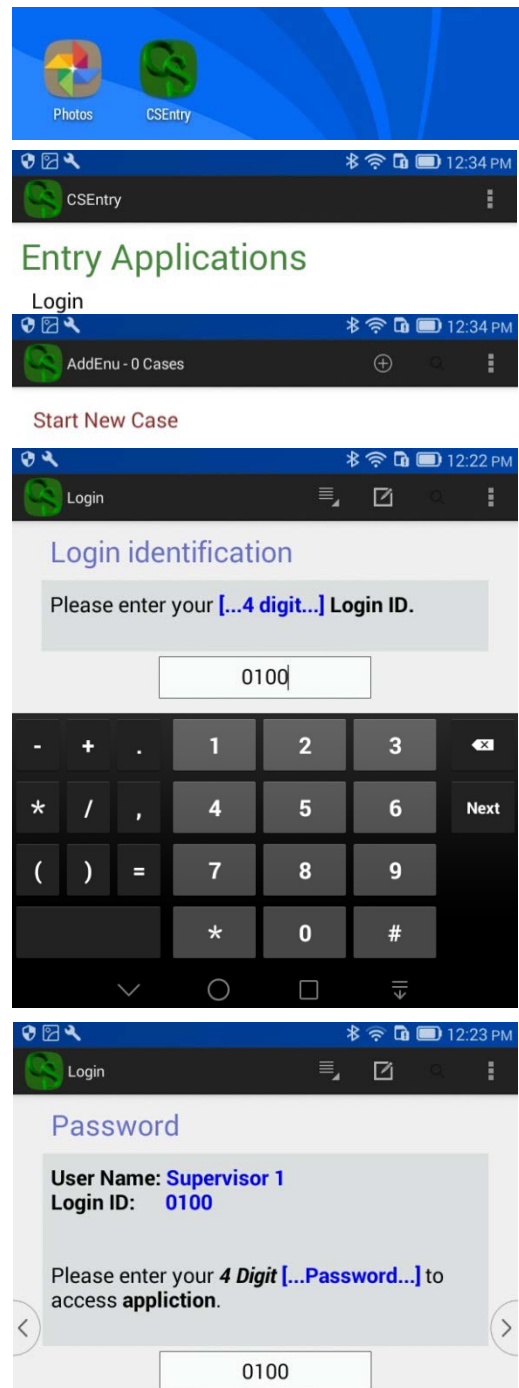 Photos CSEntry
12:34 PM
CSEntry
Entry Applications
Login
12:34 PM
AddEnu - 0 Cases
Start New Case
12:22 PM
Login
Login identification
Please enter your [...4 digit...] Login ID.
0100
- + . 1 2 3
* / , 4 5 6 Next
( ) = 7 8 9
* 0 #
12:23 PM
Login
Password
User Name: Supervisor 1
Login ID: 0100
Please enter your 4 Digit [...Password...] to
access appliction.
0100